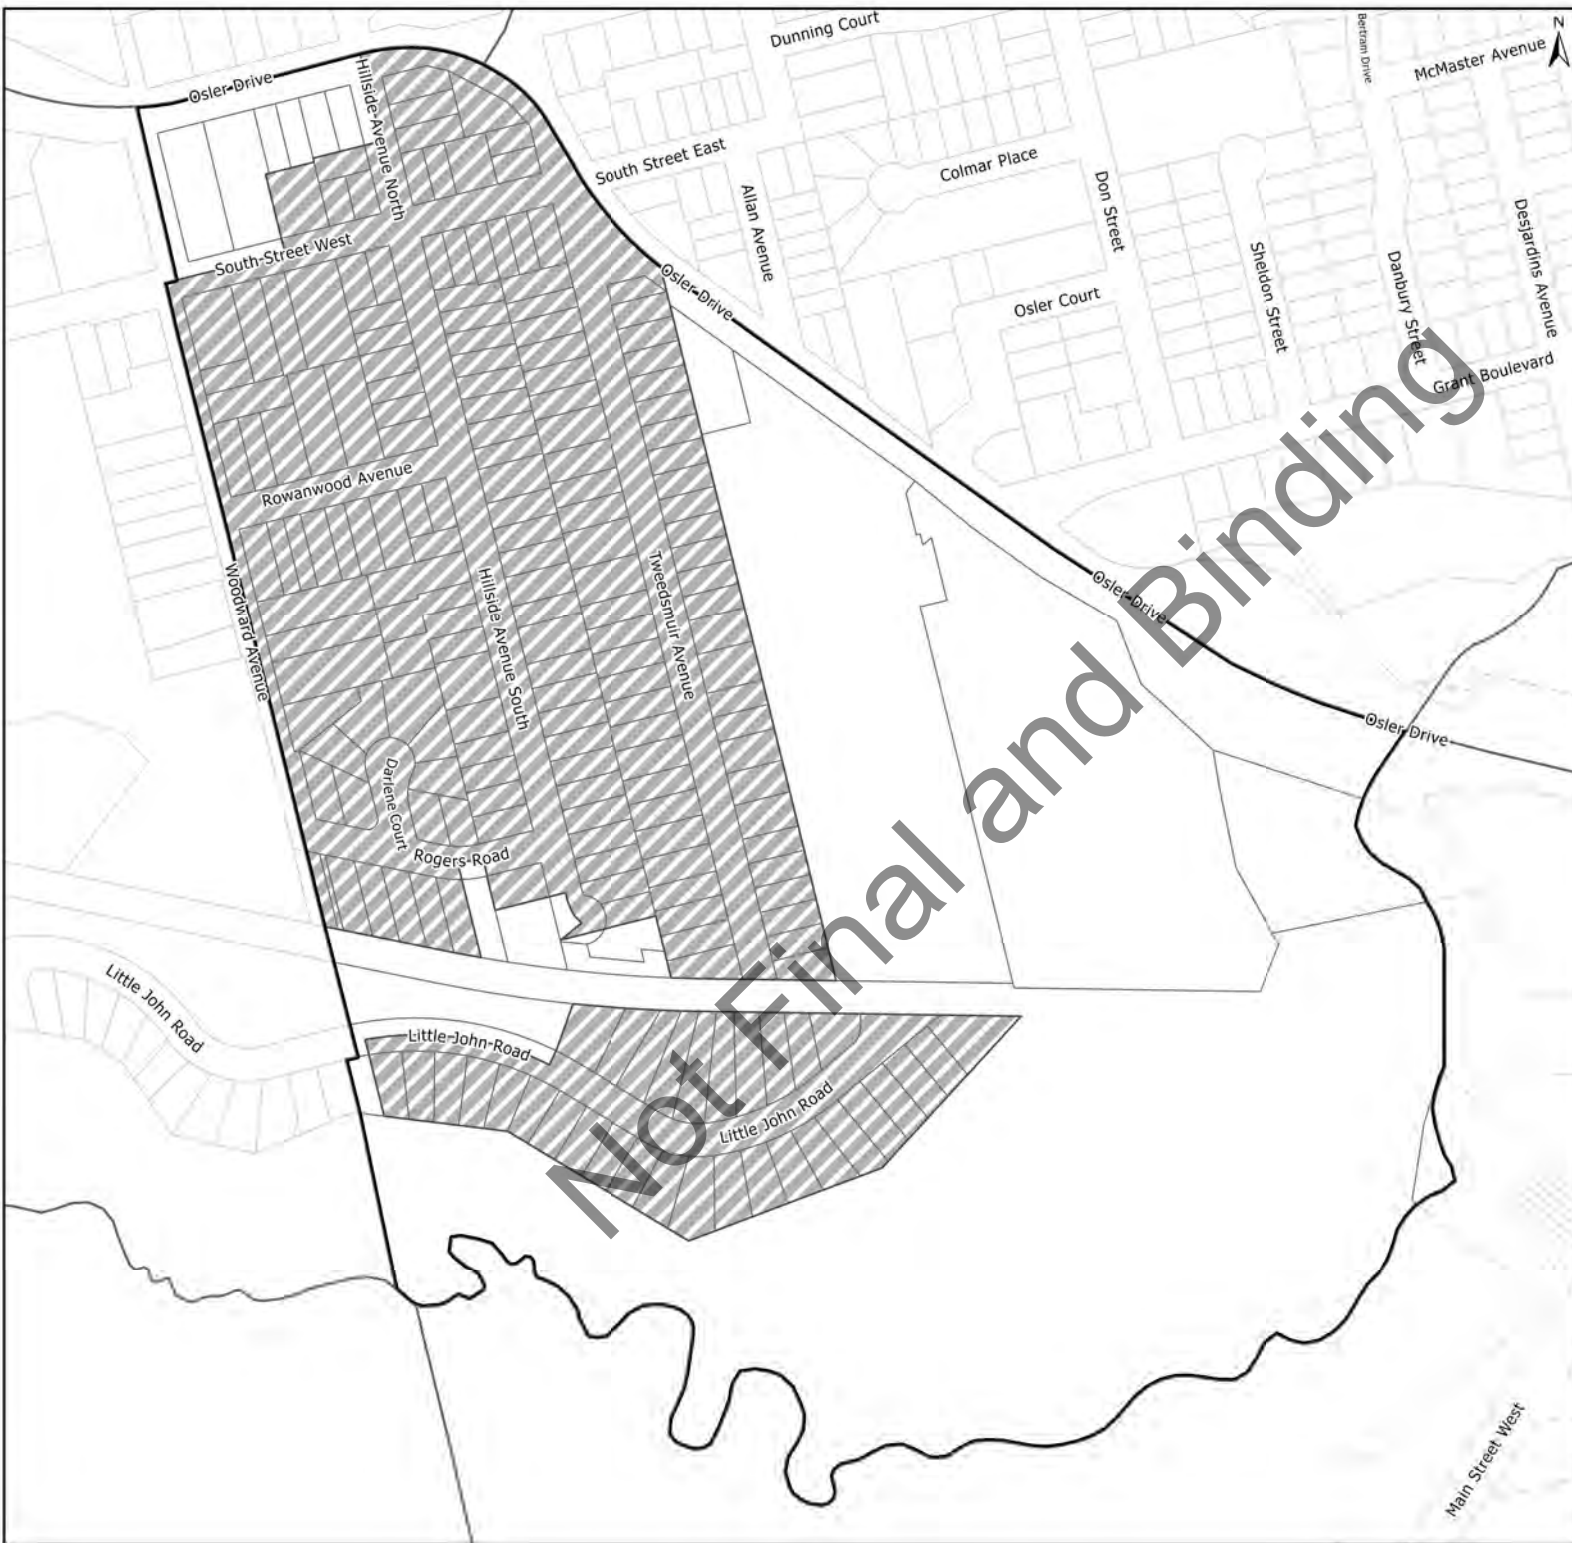 Dunning Court
Bertram Drive
N
McMaster Avenue
Osler Drive
Hillside Avenue North
South Street East
Colmar Place
Allan Avenue
Don Street
Desjardins Avenue
South Street West
Sheldon Street
Danbury Street
Osler Drive
Osler Court
Grant Boulevard
Rowanwood Avenue
Woodward Avenue
Hillside Avenue South
Tweedsmuir Avenue
Osler Drive
Osler Drive
Darlene Court
Rogers Road
Not Final and Binding
Little John Road
Little John Road
Little John Road
Main Street West